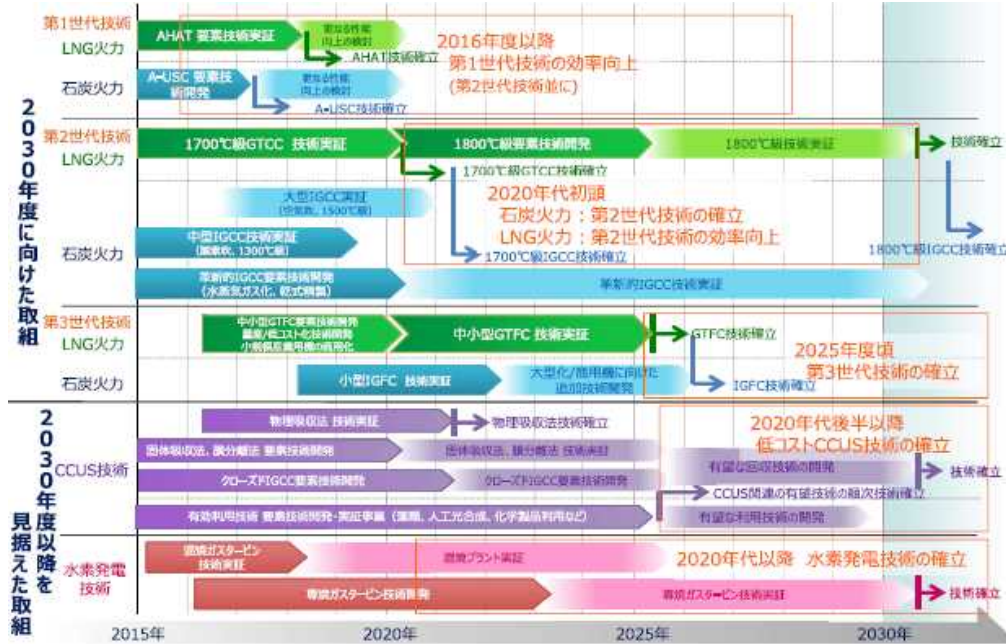 2030年度に向けた取組
第1世代技術
LNG火力
AHAT 要素技術実証
更なる性能
向上の検討
AHAT技術確立
2016年度以降
第1世代技術の効率向上
(第2世代技術並に)
石炭火力
A-USC 要素技
術開発
更なる性能
向上の検討
A-USC技術確立
第2世代技術
LNG火力
1700℃級GTCC 技術実証
1800℃級要素技術開発
1800℃級技術実証
技術確立
1700℃級GTCC技術確立
2020年代初頭
石炭火力:第2世代技術の確立
LNG火力:第2世代技術の効率向上
大型IGCC実証
(空気吹、1500℃級)
石炭火力
中型IGCC技術実証
(酸素吹、1300℃級)
1700℃級IGCC技術確立
1800℃級IGCC技術確立
革新的IGCC要素技術開発
(水蒸気ガス化、乾式精製)
革新的IGCC技術実証
第3世代技術
LNG火力
中小型GTFC要素技術開発
量産/低コスト化技術開発
小規模産業用機の商用化
中小型GTFC 技術実証
GTFC技術確立
2025年度頃
第3世代技術の確立
石炭火力
小型IGFC 技術実証
大型化/商用機に向けた
追加技術開発
IGFC技術確立
2030年度以降を
見据えた取組
CCUS技術
物理吸収法 技術実証
物理吸収法技術確立
2020年代後半以降
低コストCCUS技術の確立
固体吸収法、膜分離法 要素技術開発
固体吸収法、膜分離法 技術実証
有望な回収技術の開発
技術確立
クローズドIGCC要素技術開発
クローズドIGCC要素技術開発
CCUS関連の有望技術の順次技術確立
有効利用技術 要素技術開発・実証事業(藻類、人工光合成、化学製品利用など)
有望な利用技術の開発
水素発電
技術
混焼ガスタービン
技術実証
混焼プラント実証
2020年代以降 水素発電技術の確立
専焼ガスタービン技術開発
専焼ガスタービン技術実証
技術確立
2015年
2020年
2025年
2030年